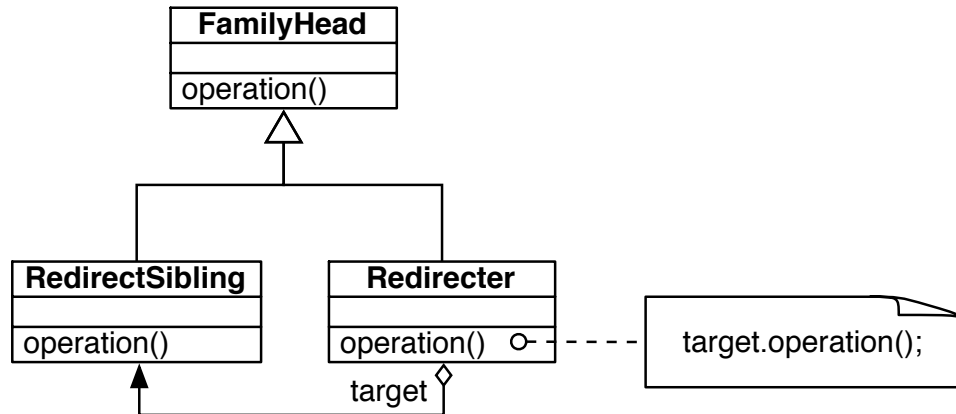 FamilyHead
operation()
RedirectSibling
operation()
Redirecter
operation()
target
target.operation();